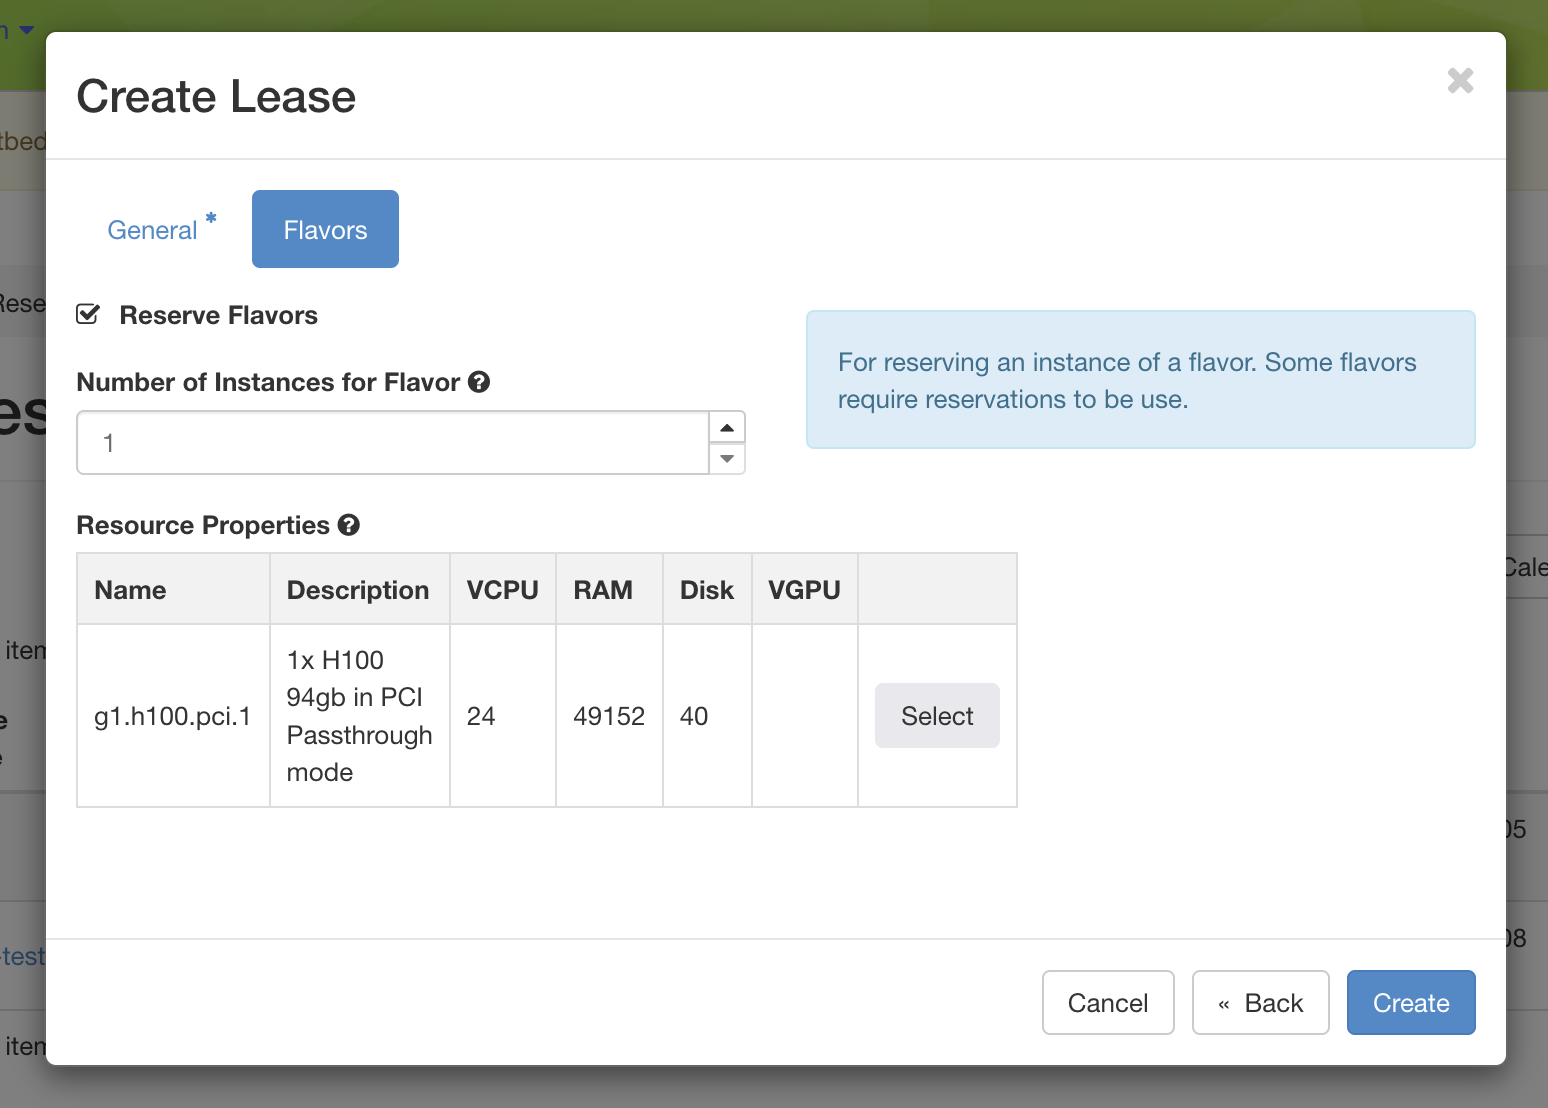 Create Lease
General *
Flavors
Reserve Flavors
For reserving an instance of a flavor. Some flavors
require reservations to be use.
Number of Instances for Flavor
1
Resource Properties
Name Description VCPU RAM Disk VGPU
g1.h100.pci.1
1x H100
94gb in PCI
Passthrough
mode
24 49152 40
Select
Cancel « Back Create